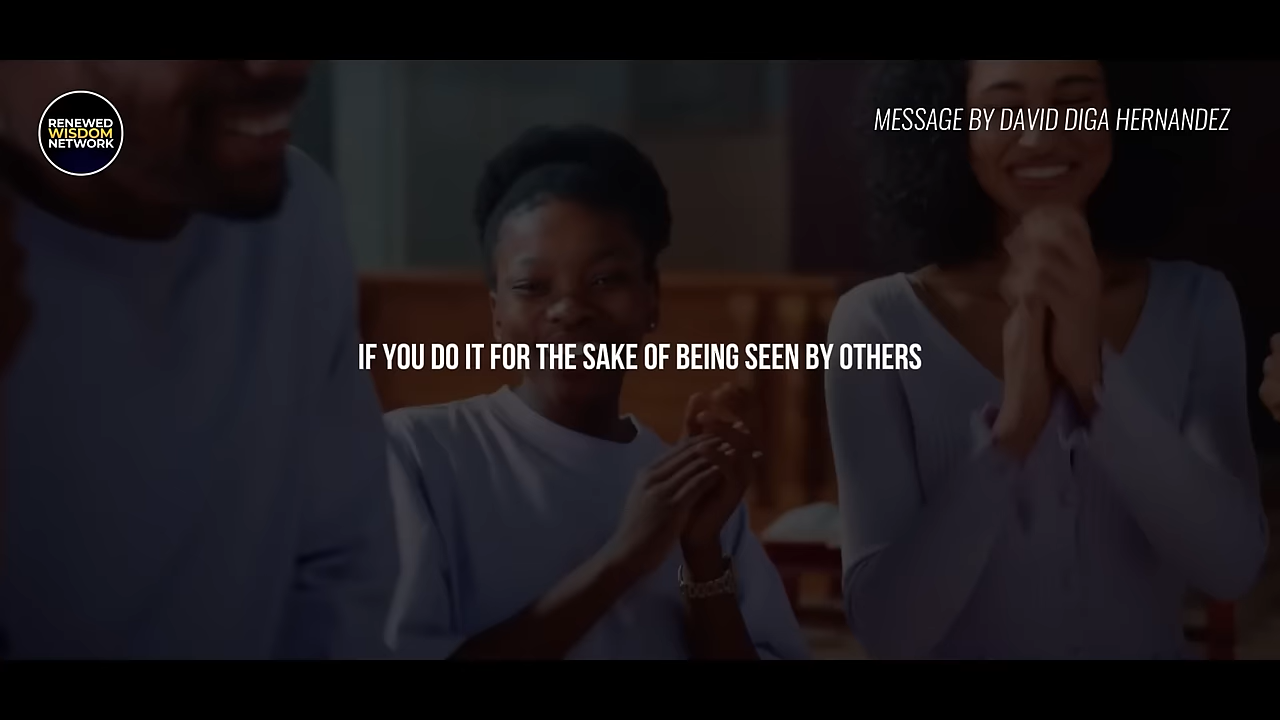 RENEWED
WISDOM
NETWORK
MESSAGE BY DAVID DIGA HERNANDEZ
IF YOU DO IT FOR THE SAKE OF BEING SEEN BY OTHERS